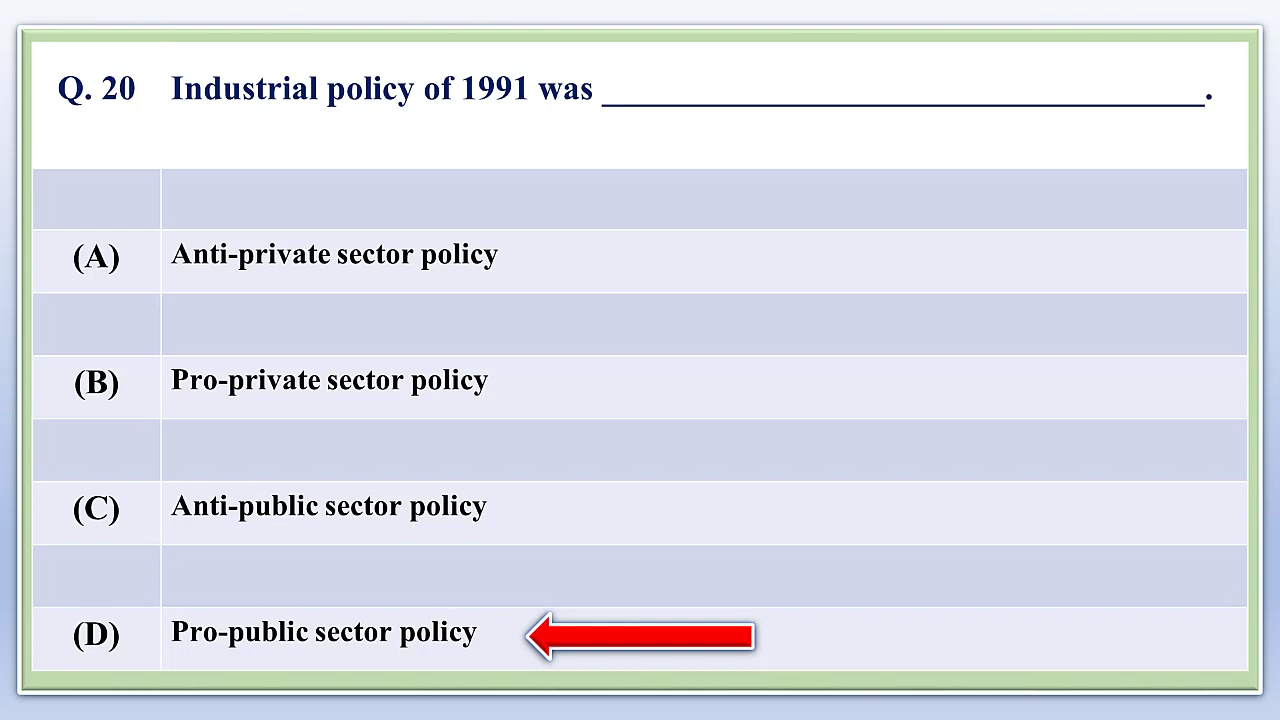 Q. 20 Industrial policy of 1991 was ____________________________________.
(A) Anti-private sector policy
(B) Pro-private sector policy
(C) Anti-public sector policy
(D) Pro-public sector policy